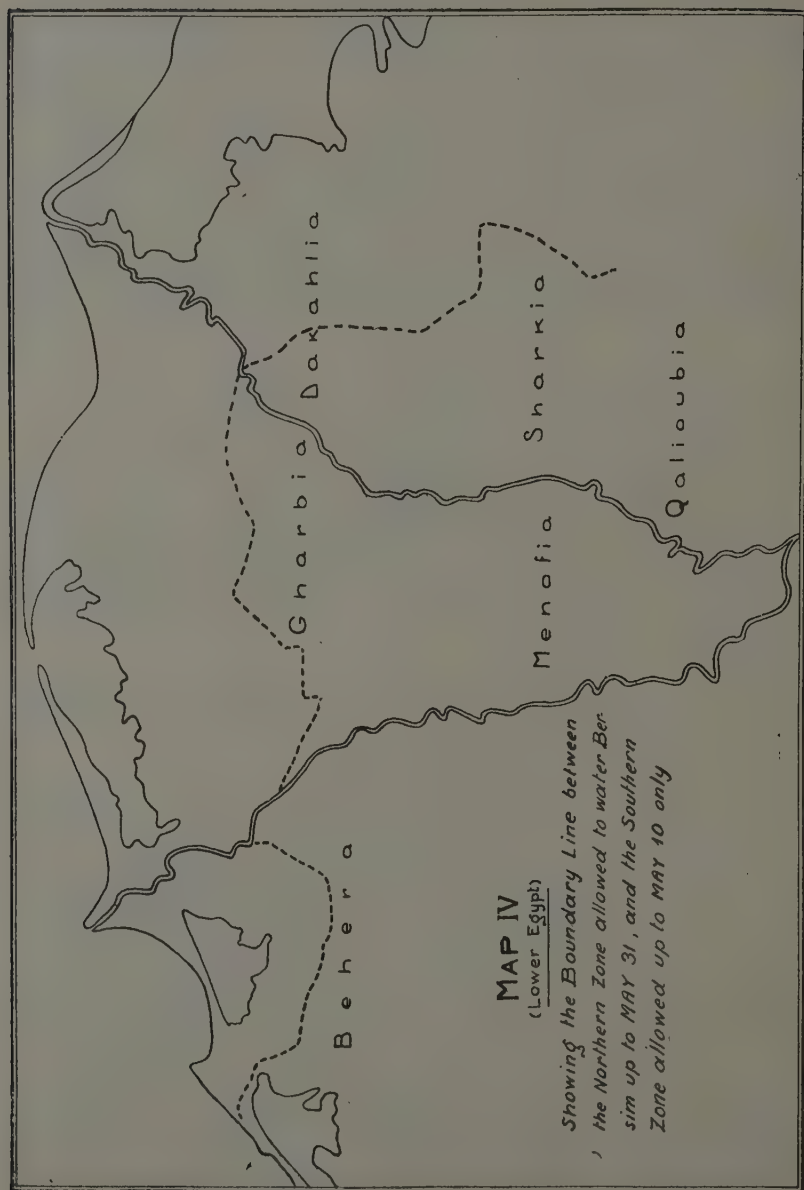 Dakahlia
Gharbia
Behera
Sharkia
Menofia
Qalioubia
MAP IV
(Lower Egypt)
Showing the Boundary Line between
the Northern Zone allowed to water Ber-
sim up to MAY 31, and the Southern
Zone allowed up to MAY 10 only